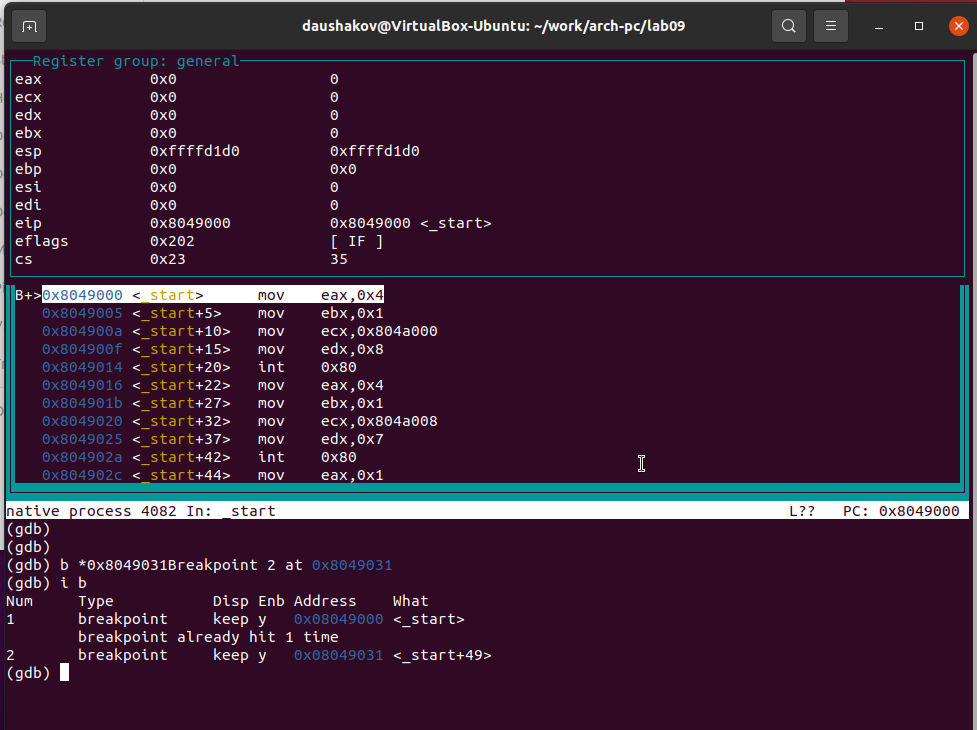 daushakov@VirtualBox-Ubuntu: ~/work/arch-pc/lab09
Register group: general
eax 0x0 0
ecx 0x0 0
edx 0x0 0
ebx 0x0 0
esp 0xffffd1d0 0xffffd1d0
ebp 0x0 0x0
esi 0x0 0
edi 0x0 0
eip 0x8049000 0x8049000 <_start>
eflags 0x202 [ IF ]
cs 0x23 35
B+>0x8049000 <_start> mov eax,0x4
0x8049005 <_start+5> mov ebx,0x1
0x804900a <_start+10> mov ecx,0x804a000
0x804900f <_start+15> mov edx,0x8
0x8049014 <_start+20> int 0x80
0x8049016 <_start+22> mov eax,0x4
0x804901b <_start+27> mov ebx,0x1
0x8049020 <_start+32> mov ecx,0x804a008
0x8049025 <_start+37> mov edx,0x7
0x804902a <_start+42> int 0x80
0x804902c <_start+44> mov eax,0x1
native process 4082 In: _start L?? PC: 0x8049000
(gdb)
(gdb)
(gdb) b *0x8049031Breakpoint 2 at 0x8049031
(gdb) i b
Num Type Disp Enb Address What
1 breakpoint keep y 0x08049000 <_start>
breakpoint already hit 1 time
2 breakpoint keep y 0x08049031 <_start+49>
(gdb)